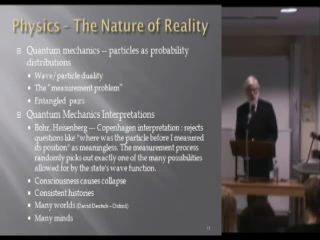 Physics – The Nature of Reality
Quantum mechanics – particles as probability
distributions
Wave/particle duality
The "measurement problem"
Entangled pairs
Quantum Mechanics Interpretations
Bohr, Heisenberg — Copenhagen interpretation : rejects
questions like "where was the particle before I measured
its position" as meaningless. The measurement process
randomly picks out exactly one of the many possibilities
allowed for by the state's wave function.
Consciousness causes collapse
Consistent histories
Many worlds (David Deutsch – Oxford)
Many minds